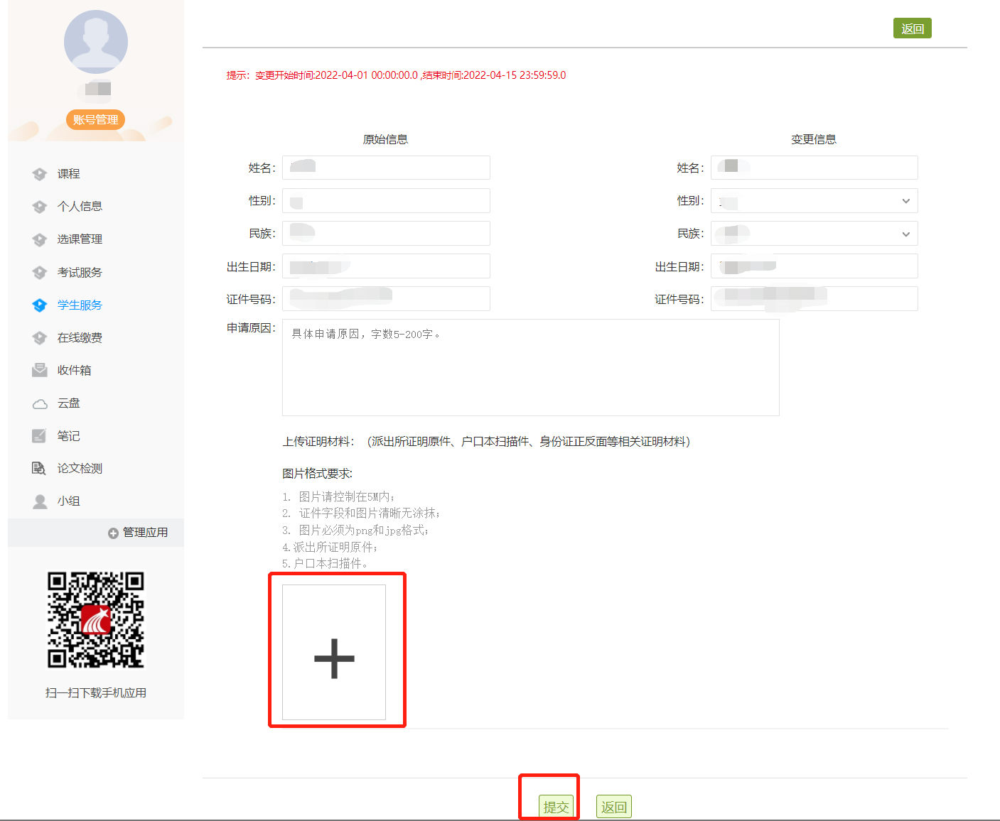 返回
提示：变更开始时间:2022-04-01 00:00:00.0 ,结束时间:2022-04-15 23:59:59.0
账号管理
课程
个人信息
选课管理
考试服务
学生服务
在线缴费
收件箱
云盘
笔记
论文检测
小组
管理应用
扫一扫下载手机应用
原始信息 变更信息
姓名： 姓名：
性别： 性别：
民族： 民族：
出生日期： 出生日期：
证件号码： 证件号码：
申请原因： 具体申请原因，字数5-200字。
上传证明材料：（派出所证明原件、户口本扫描件、身份证正反面等相关证明材料）
图片格式要求:
1. 图片请控制在5M内；
2. 证件字段和图片清晰无涂抹；
3. 图片必须为png和jpg格式；
4.派出所证明原件；
5.户口本扫描件。
提交 返回